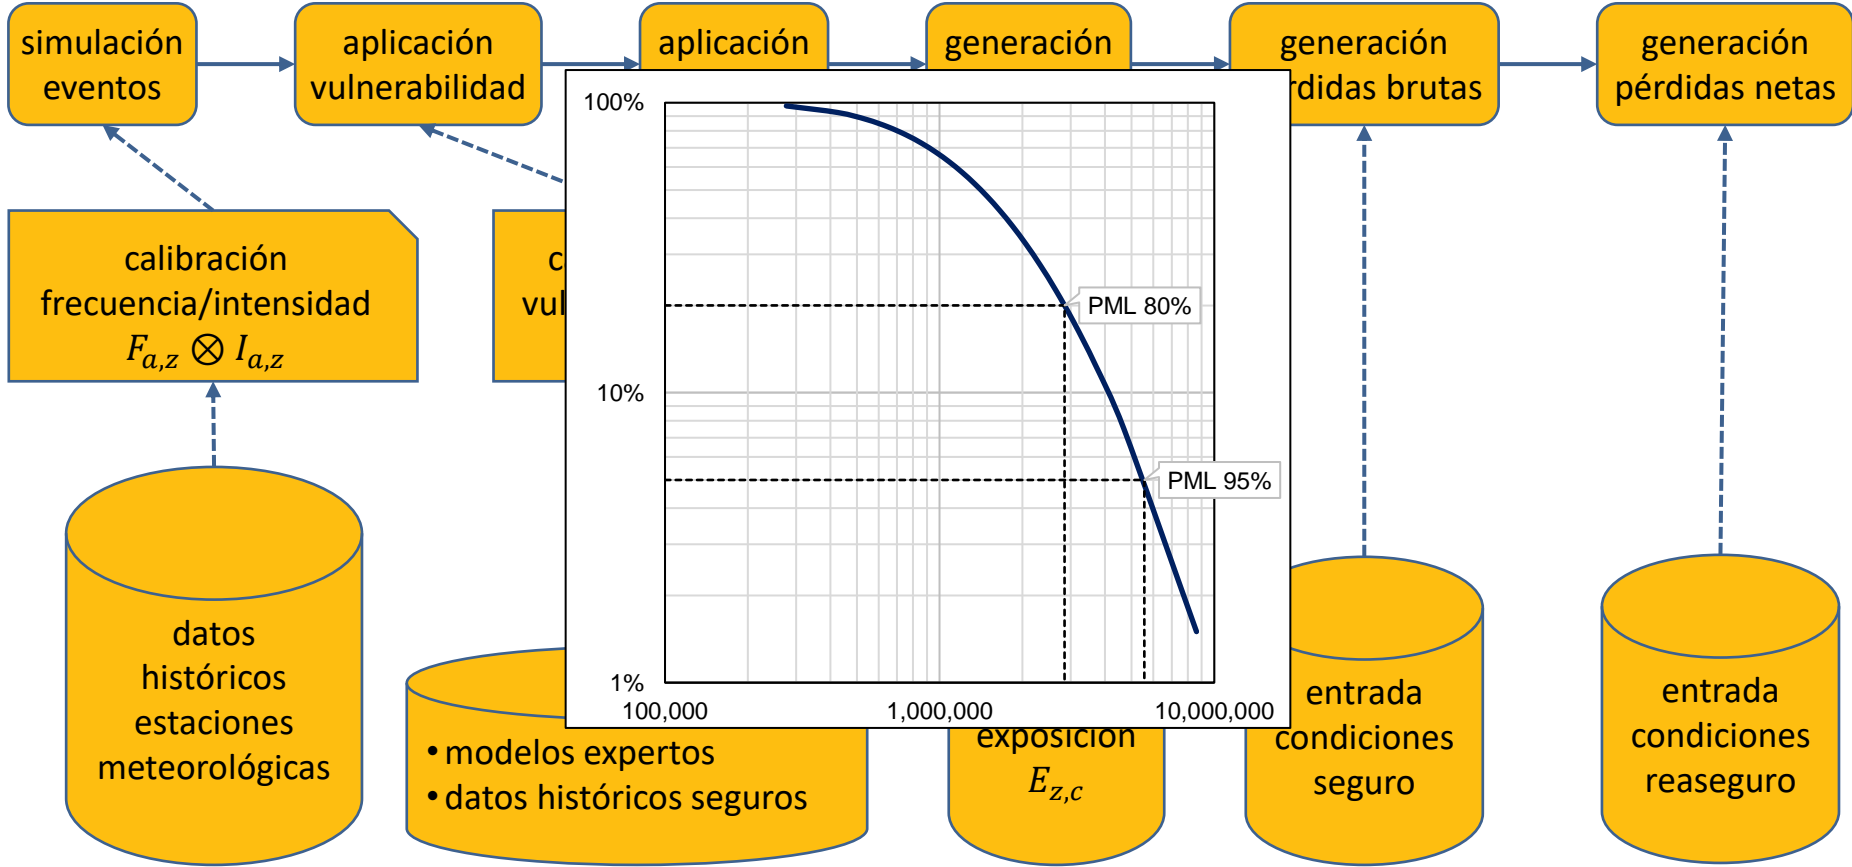 simulación
eventos
aplicación
vulnerabilidad
aplicación
generación
generación
rdidas brutas
generación
pérdidas netas
calibración
frecuencia/intensidad
F_{a,z} ⊗ I_{a,z}
c
vul
100%
10%
1%
100,000
1,000,000
10,000,000
PML 80%
PML 95%
datos
históricos
estaciones
meteorológicas
• modelos expertos
• datos históricos seguros
exposición
E_{z,c}
entrada
condiciones
seguro
entrada
condiciones
reaseguro